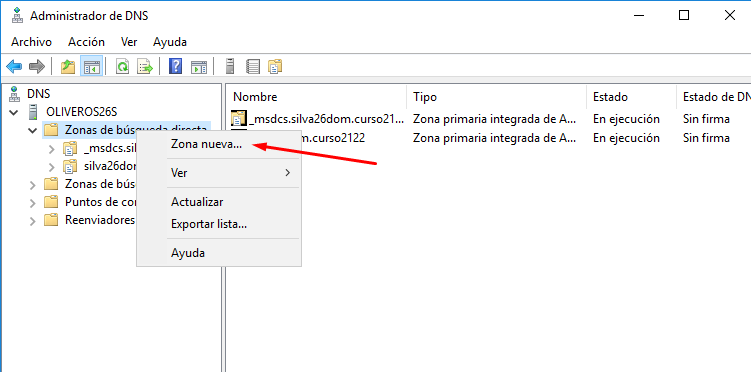 Administrador de DNS
Archivo Acción Ver Ayuda
DNS
OLIVEROS26S
Zonas de búsqueda directa
_msdcs.sil
silva26dom
Zonas de bús
Puntos de co
Reenviadores
Zona nueva...
Ver
Actualizar
Exportar lista...
Ayuda
Nombre Tipo Estado Estado de DN
_msdcs.silva26dom.curso21... Zona primaria integrada de A... En ejecución Sin firma
om.curso2122 Zona primaria integrada de A... En ejecución Sin firma